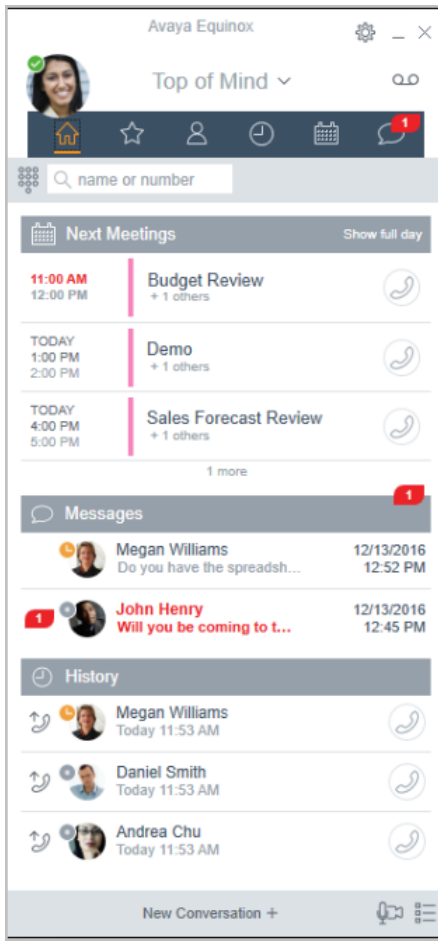 Avaya Equinox
Top of Mind
1
name or number
Next Meetings Show full day
11:00 AM
12:00 PM
Budget Review
+ 1 others
TODAY
1:00 PM
2:00 PM
Demo
+ 1 others
TODAY
4:00 PM
5:00 PM
Sales Forecast Review
+ 1 others
1 more
1
Messages
Megan Williams 12/13/2016
Do you have the spreadsh... 12:52 PM
1
John Henry 12/13/2016
Will you be coming to t... 12:45 PM
History
Megan Williams
Today 11:53 AM
Daniel Smith
Today 11:53 AM
Andrea Chu
Today 11:53 AM
New Conversation +